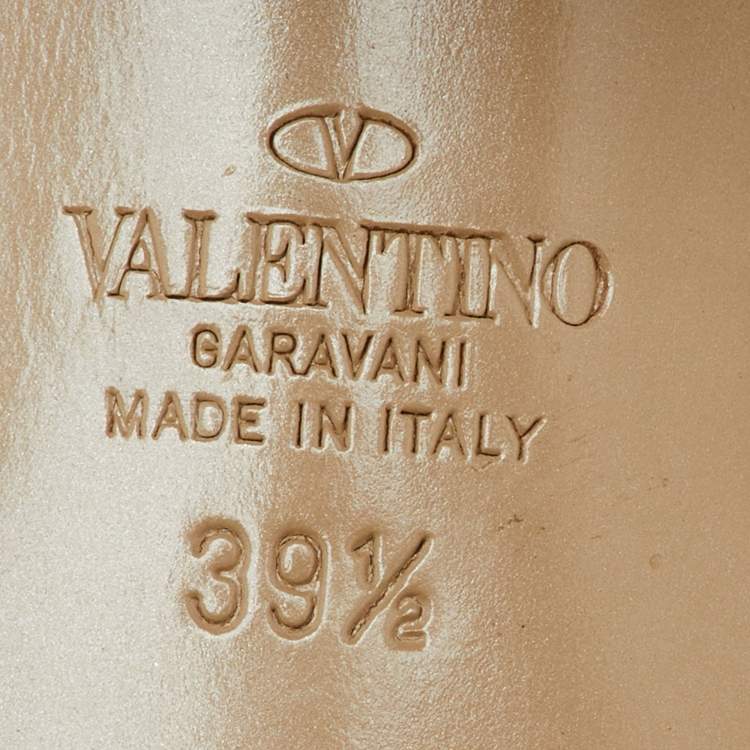 V
VALENTINO
GARAVANI
MADE IN ITALY
39½